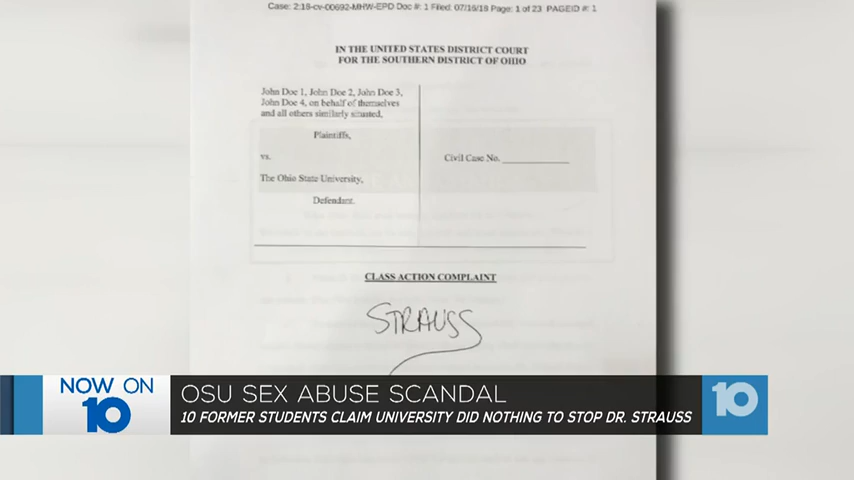 Case: 2:18-cv-00692-MHW-EPD Doc #: 1 Filed: 07/16/18 Page: 1 of 23 PAGEID #: 1
IN THE UNITED STATES DISTRICT COURT
FOR THE SOUTHERN DISTRICT OF OHIO
John Doe 1, John Doe 2, John Doe 3,
John Doe 4, on behalf of themselves
and all others similarly situated,
Plaintiffs,
vs.
Civil Case No.
The Ohio State University,
Defendant.
CLASS ACTION COMPLAINT
STRAUSS
NOW ON
10
OSU SEX ABUSE SCANDAL
10 FORMER STUDENTS CLAIM UNIVERSITY DID NOTHING TO STOP DR. STRAUSS
10